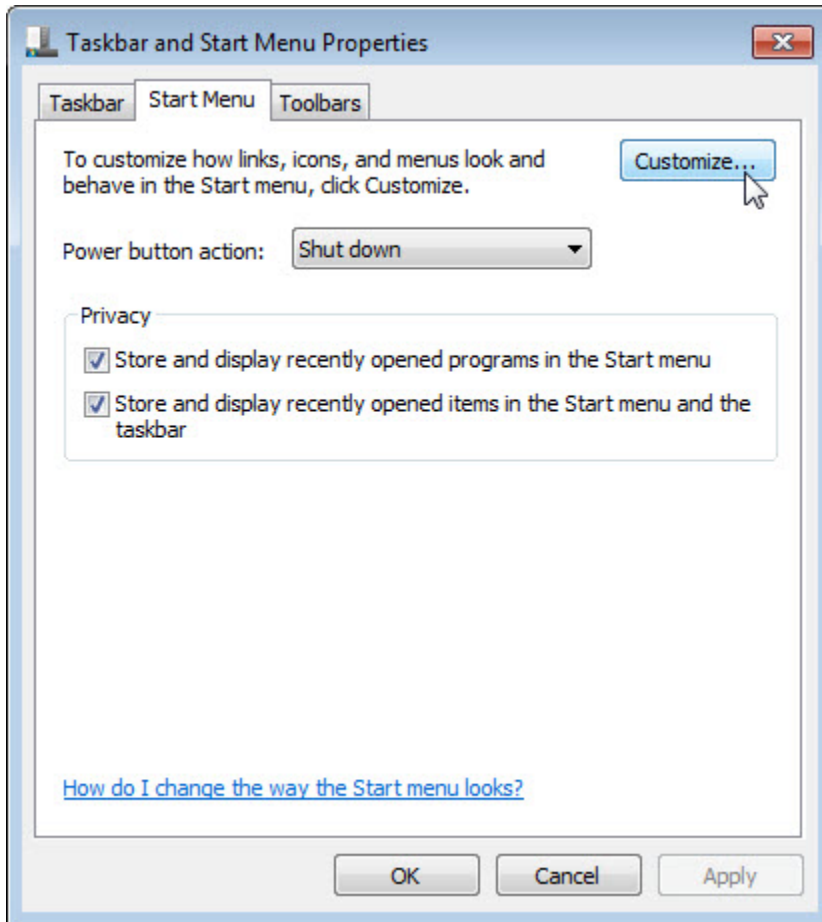 Taskbar and Start Menu Properties
Taskbar
Start Menu
Toolbars
To customize how links, icons, and menus look and
behave in the Start menu, click Customize.
Customize...
Power button action:
Shut down
Privacy
Store and display recently opened programs in the Start menu
Store and display recently opened items in the Start menu and the
taskbar
How do I change the way the Start menu looks?
OK
Cancel
Apply